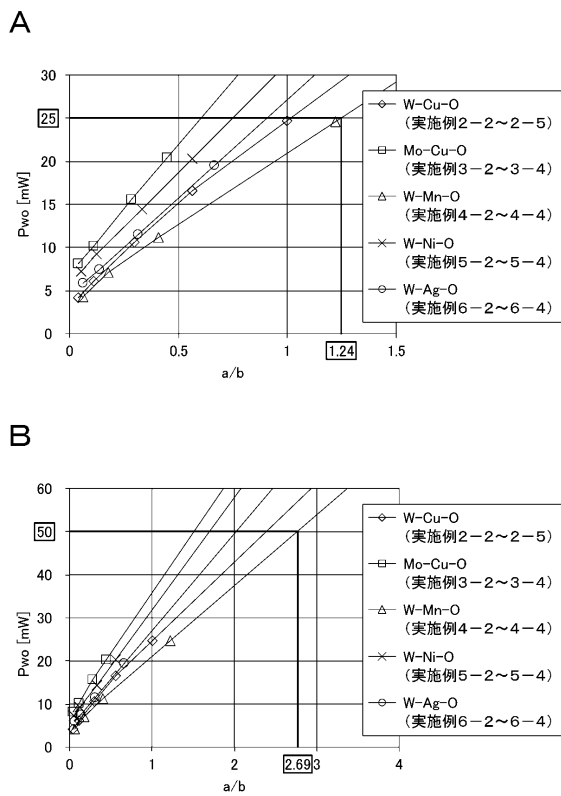 A
30
25
20
15
10
5
0
25
Pwo [mW]
0
0.5
1
1.24
1.5
a/b
W-Cu-O
(実施例2-2~2-5)
Mo-Cu-O
(実施例3-2~3-4)
W-Mn-O
(実施例4-2~4-4)
W-Ni-O
(実施例5-2~5-4)
W-Ag-O
(実施例6-2~6-4)
B
60
50
40
30
20
10
0
Pwo [mW]
0
1
2
2.69
3
4
a/b
W-Cu-O
(実施例2-2~2-5)
Mo-Cu-O
(実施例3-2~3-4)
W-Mn-O
(実施例4-2~4-4)
W-Ni-O
(実施例5-2~5-4)
W-Ag-O
(実施例6-2~6-4)